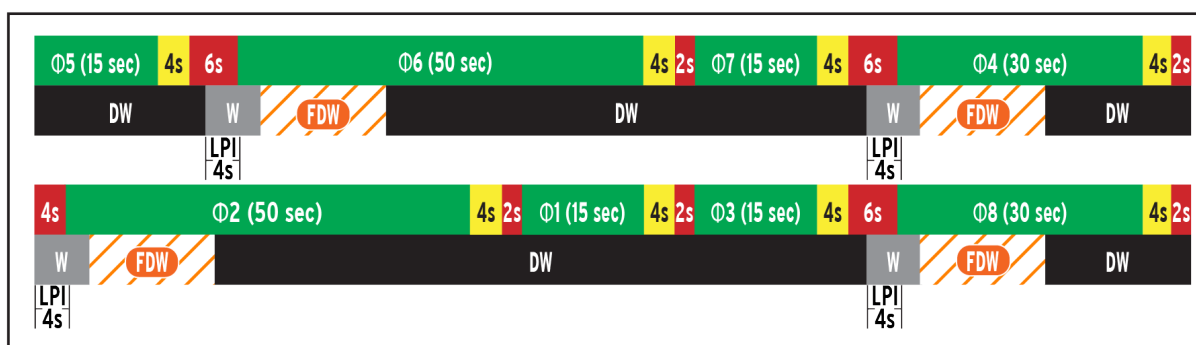 Φ5 (15 sec) 4s 6s Φ6 (50 sec) 4s 2s Φ7 (15 sec) 4s 6s Φ4 (30 sec) 4s 2s
DW W FDW DW W FDW DW
LPI LPI
4s 4s
4s Φ2 (50 sec) 4s 2s Φ1 (15 sec) 4s 2s Φ3 (15 sec) 4s 6s Φ8 (30 sec) 4s 2s
W FDW DW W FDW DW
LPI LPI
4s 4s